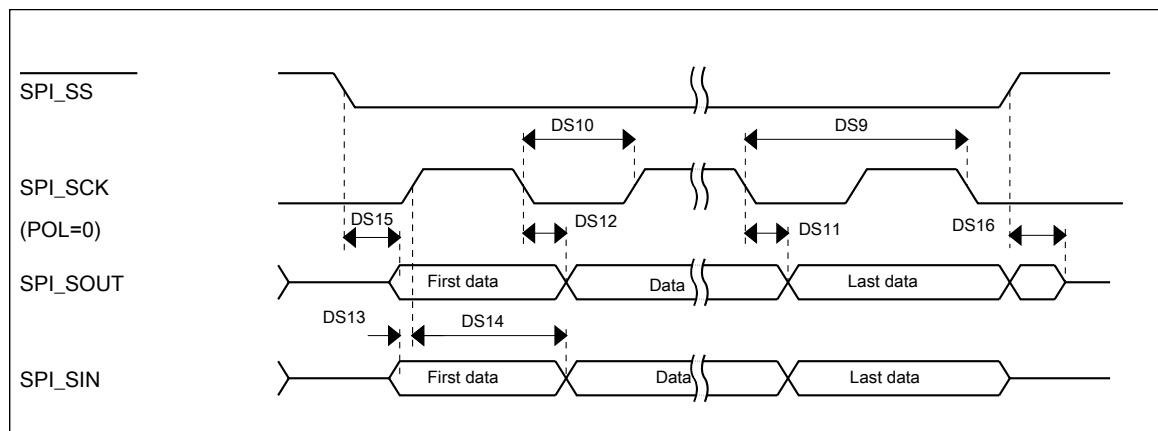 SPI_SS
DS10
DS9
SPI_SCK
(POL=0)
DS15
DS12
DS11
DS16
SPI_SOUT
First data
Data
Last data
DS13
DS14
SPI_SIN
First data
Data
Last data